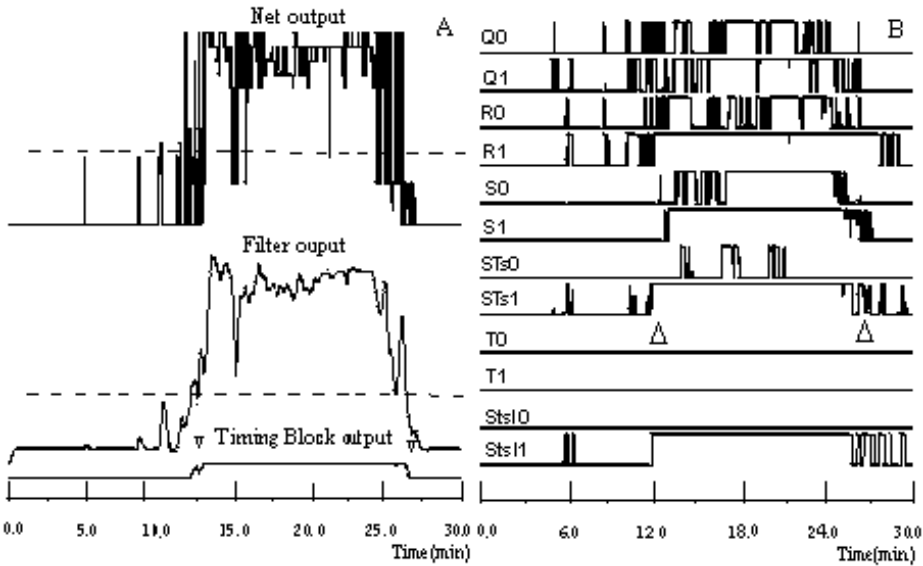 Net output
A
Filter ouput
Timing Block output
0.0 5.0 10.0 15.0 20.0 25.0 30.0
Time(min)
B
Q0
Q1
R0
R1
S0
S1
STs0
STs1
T0
T1
Stsl0
Stsl1
0.0 6.0 12.0 18.0 24.0 30.0
Time(min)